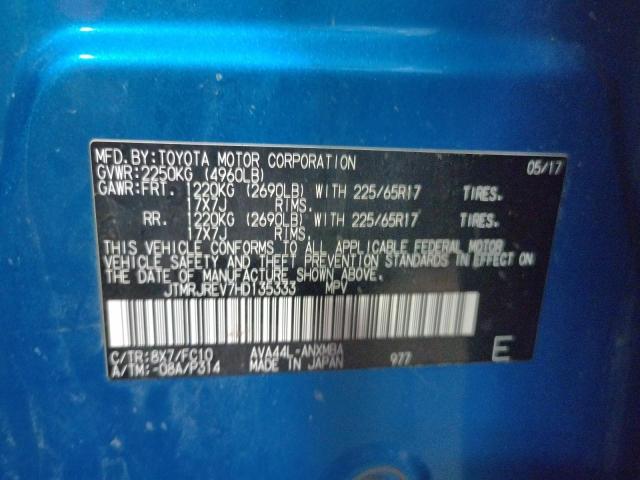 MFD. BY: TOYOTA MOTOR CORPORATION 05/17
GVWR: 2250KG (4960LB)
GAWR: FRT. 1220KG (2690LB) WITH 225/65R17 TIRES.
17X7J RIMS.
RR. 1220KG (2690LB) WITH 225/65R17 TIRES.
17X7J RIMS.
THIS VEHICLE CONFORMS TO ALL APPLICABLE FEDERAL MOTOR
VEHICLE SAFETY AND THEFT PREVENTION STANDARDS IN EFFECT ON
THE DATE OF MANUFACTURE SHOWN ABOVE.
JTMRJREV7HD135333 MPV
C/TR: 8X7/FC10 AVA44L-ANXMBA 977 E
A/TM: -08A/P314 MADE IN JAPAN